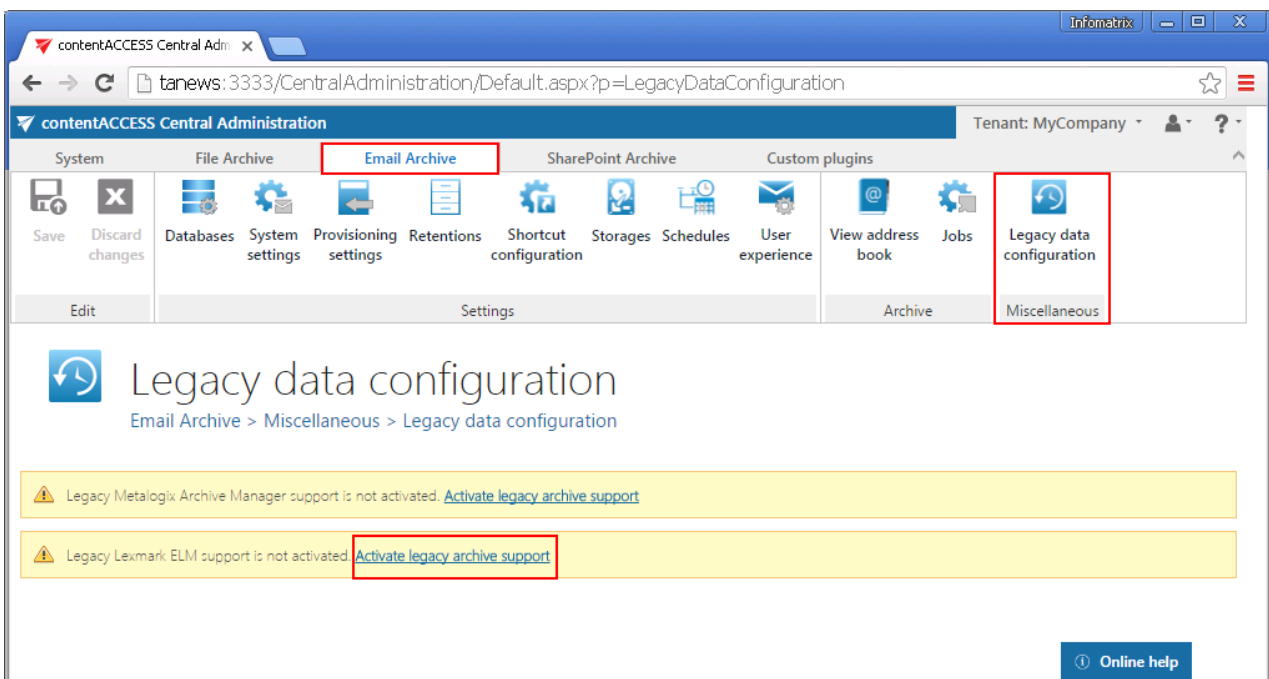 Infomatrix
contentACCESS Central Adm
tanews:3333/CentralAdministration/Default.aspx?p=LegacyDataConfiguration
contentACCESS Central Administration
Tenant: MyCompany
?
System
File Archive
Email Archive
SharePoint Archive
Custom plugins
Save
Discard
changes
Databases
System
settings
Provisioning
settings
Retentions
Shortcut
configuration
Storages
Schedules
User
experience
View address
book
Jobs
Legacy data
configuration
Edit
Settings
Archive
Miscellaneous
Legacy data configuration
Email Archive > Miscellaneous > Legacy data configuration
Legacy Metalogix Archive Manager support is not activated. Activate legacy archive support
Legacy Lexmark ELM support is not activated. Activate legacy archive support
Online help